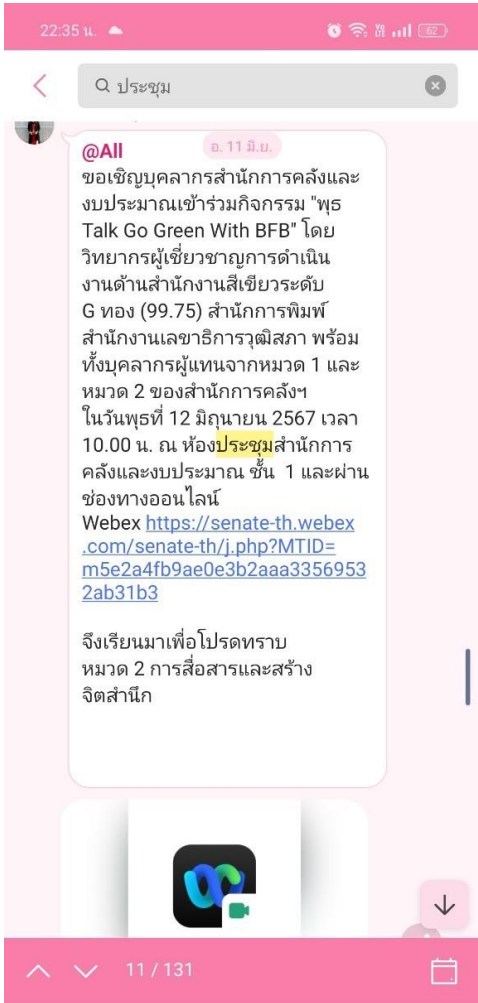 22:35 น.
62
ประชุม
อ. 11 มิ.ย.
@All
ขอเชิญบุคลากรสำนักการคลังและ
งบประมาณเข้าร่วมกิจกรรม "พุธ
Talk Go Green With BFB" โดย
วิทยากรผู้เชี่ยวชาญการดำเนิน
งานด้านสำนักงานสีเขียวระดับ
G ทอง (99.75) สำนักการพิมพ์
สำนักงานเลขาธิการวุฒิสภา พร้อม
ทั้งบุคลากรผู้แทนจากหมวด 1 และ
หมวด 2 ของสำนักการคลังฯ
ในวันพุธที่ 12 มิถุนายน 2567 เวลา
10.00 น. ณ ห้องประชุมสำนักการ
คลังและงบประมาณ ชั้น 1 และผ่าน
ช่องทางออนไลน์
Webex https://senate-th.webex
.com/senate-th/j.php?MTID=
m5e2a4fb9ae0e3b2aaa3356953
2ab31b3
จึงเรียนมาเพื่อโปรดทราบ
หมวด 2 การสื่อสารและสร้าง
จิตสำนึก
11 / 131